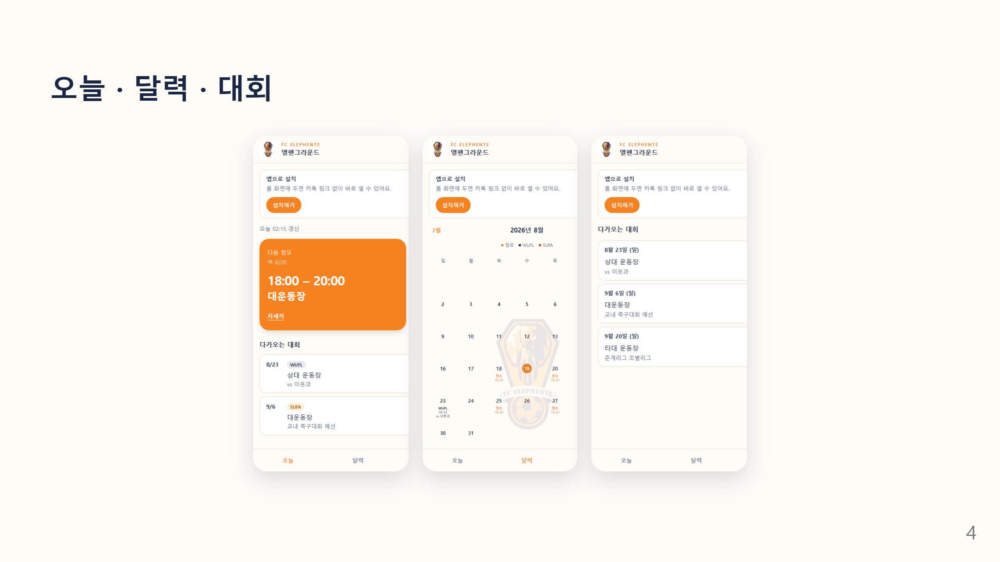 오늘 · 달력 · 대회
FC ELEPHENTE
엘펜그라운드
앱으로 설치
홈 화면에 두면 카톡 링크 없이 바로 열 수 있어요.
설치하기
오늘 02:15 갱신
다음 정모
목 8/20
18:00 – 20:00
대운동장
자세히
다가오는 대회
8/23 WUFL
상대 운동장
vs 이웃과
9/6 SUFA
대운동장
교내 축구대회 예선
오늘 달력
FC ELEPHENTE
엘펜그라운드
앱으로 설치
홈 화면에 두면 카톡 링크 없이 바로 열 수 있어요.
설치하기
7월 2026년 8월
정모 WUFL SUFA
일 월 화 수 목
2 3 4 5 6
9 10 11 12 13
16 17 18 19 20
정모 정모
18–20 18–20
FC ELEPHENTE
23 24 25 26 27
WUFL 정모 정모
10–12 18–20 18–20
vs 이웃과
30 31
오늘 달력
FC ELEPHENTE
엘펜그라운드
앱으로 설치
홈 화면에 두면 카톡 링크 없이 바로 열 수 있어요.
설치하기
다가오는 대회
8월 23일 (일)
상대 운동장
vs 이웃과
9월 6일 (일)
대운동장
교내 축구대회 예선
9월 20일 (일)
타대 운동장
춘계리그 조별리그
오늘 달력
4